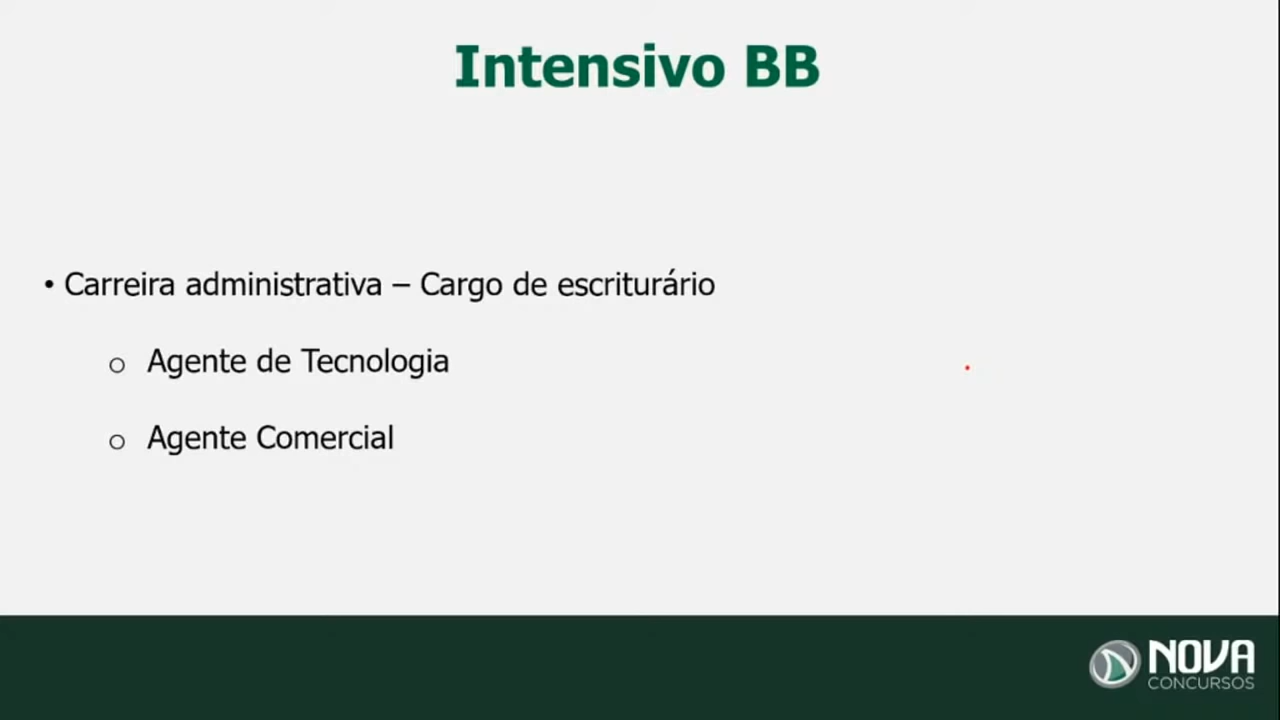 Intensivo BB
• Carreira administrativa – Cargo de escriturário
o Agente de Tecnologia
o Agente Comercial
NOVA
CONCURSOS